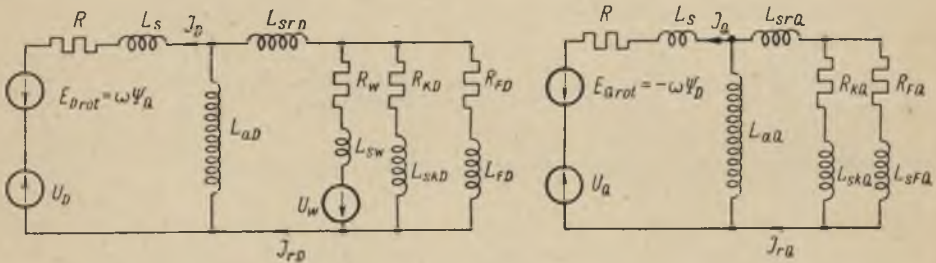 R L_s J_D L_srD
E_Drot = ωΨ_Q
L_aD
R_W R_KD R_FD
L_sW L_sKD L_FD
U_D
U_W
J_rD
R L_s J_Q L_srQ
E_Qrot = -ωΨ_D
L_aQ
R_KQ R_FQ
L_sKQ L_sFQ
U_Q
J_rQ